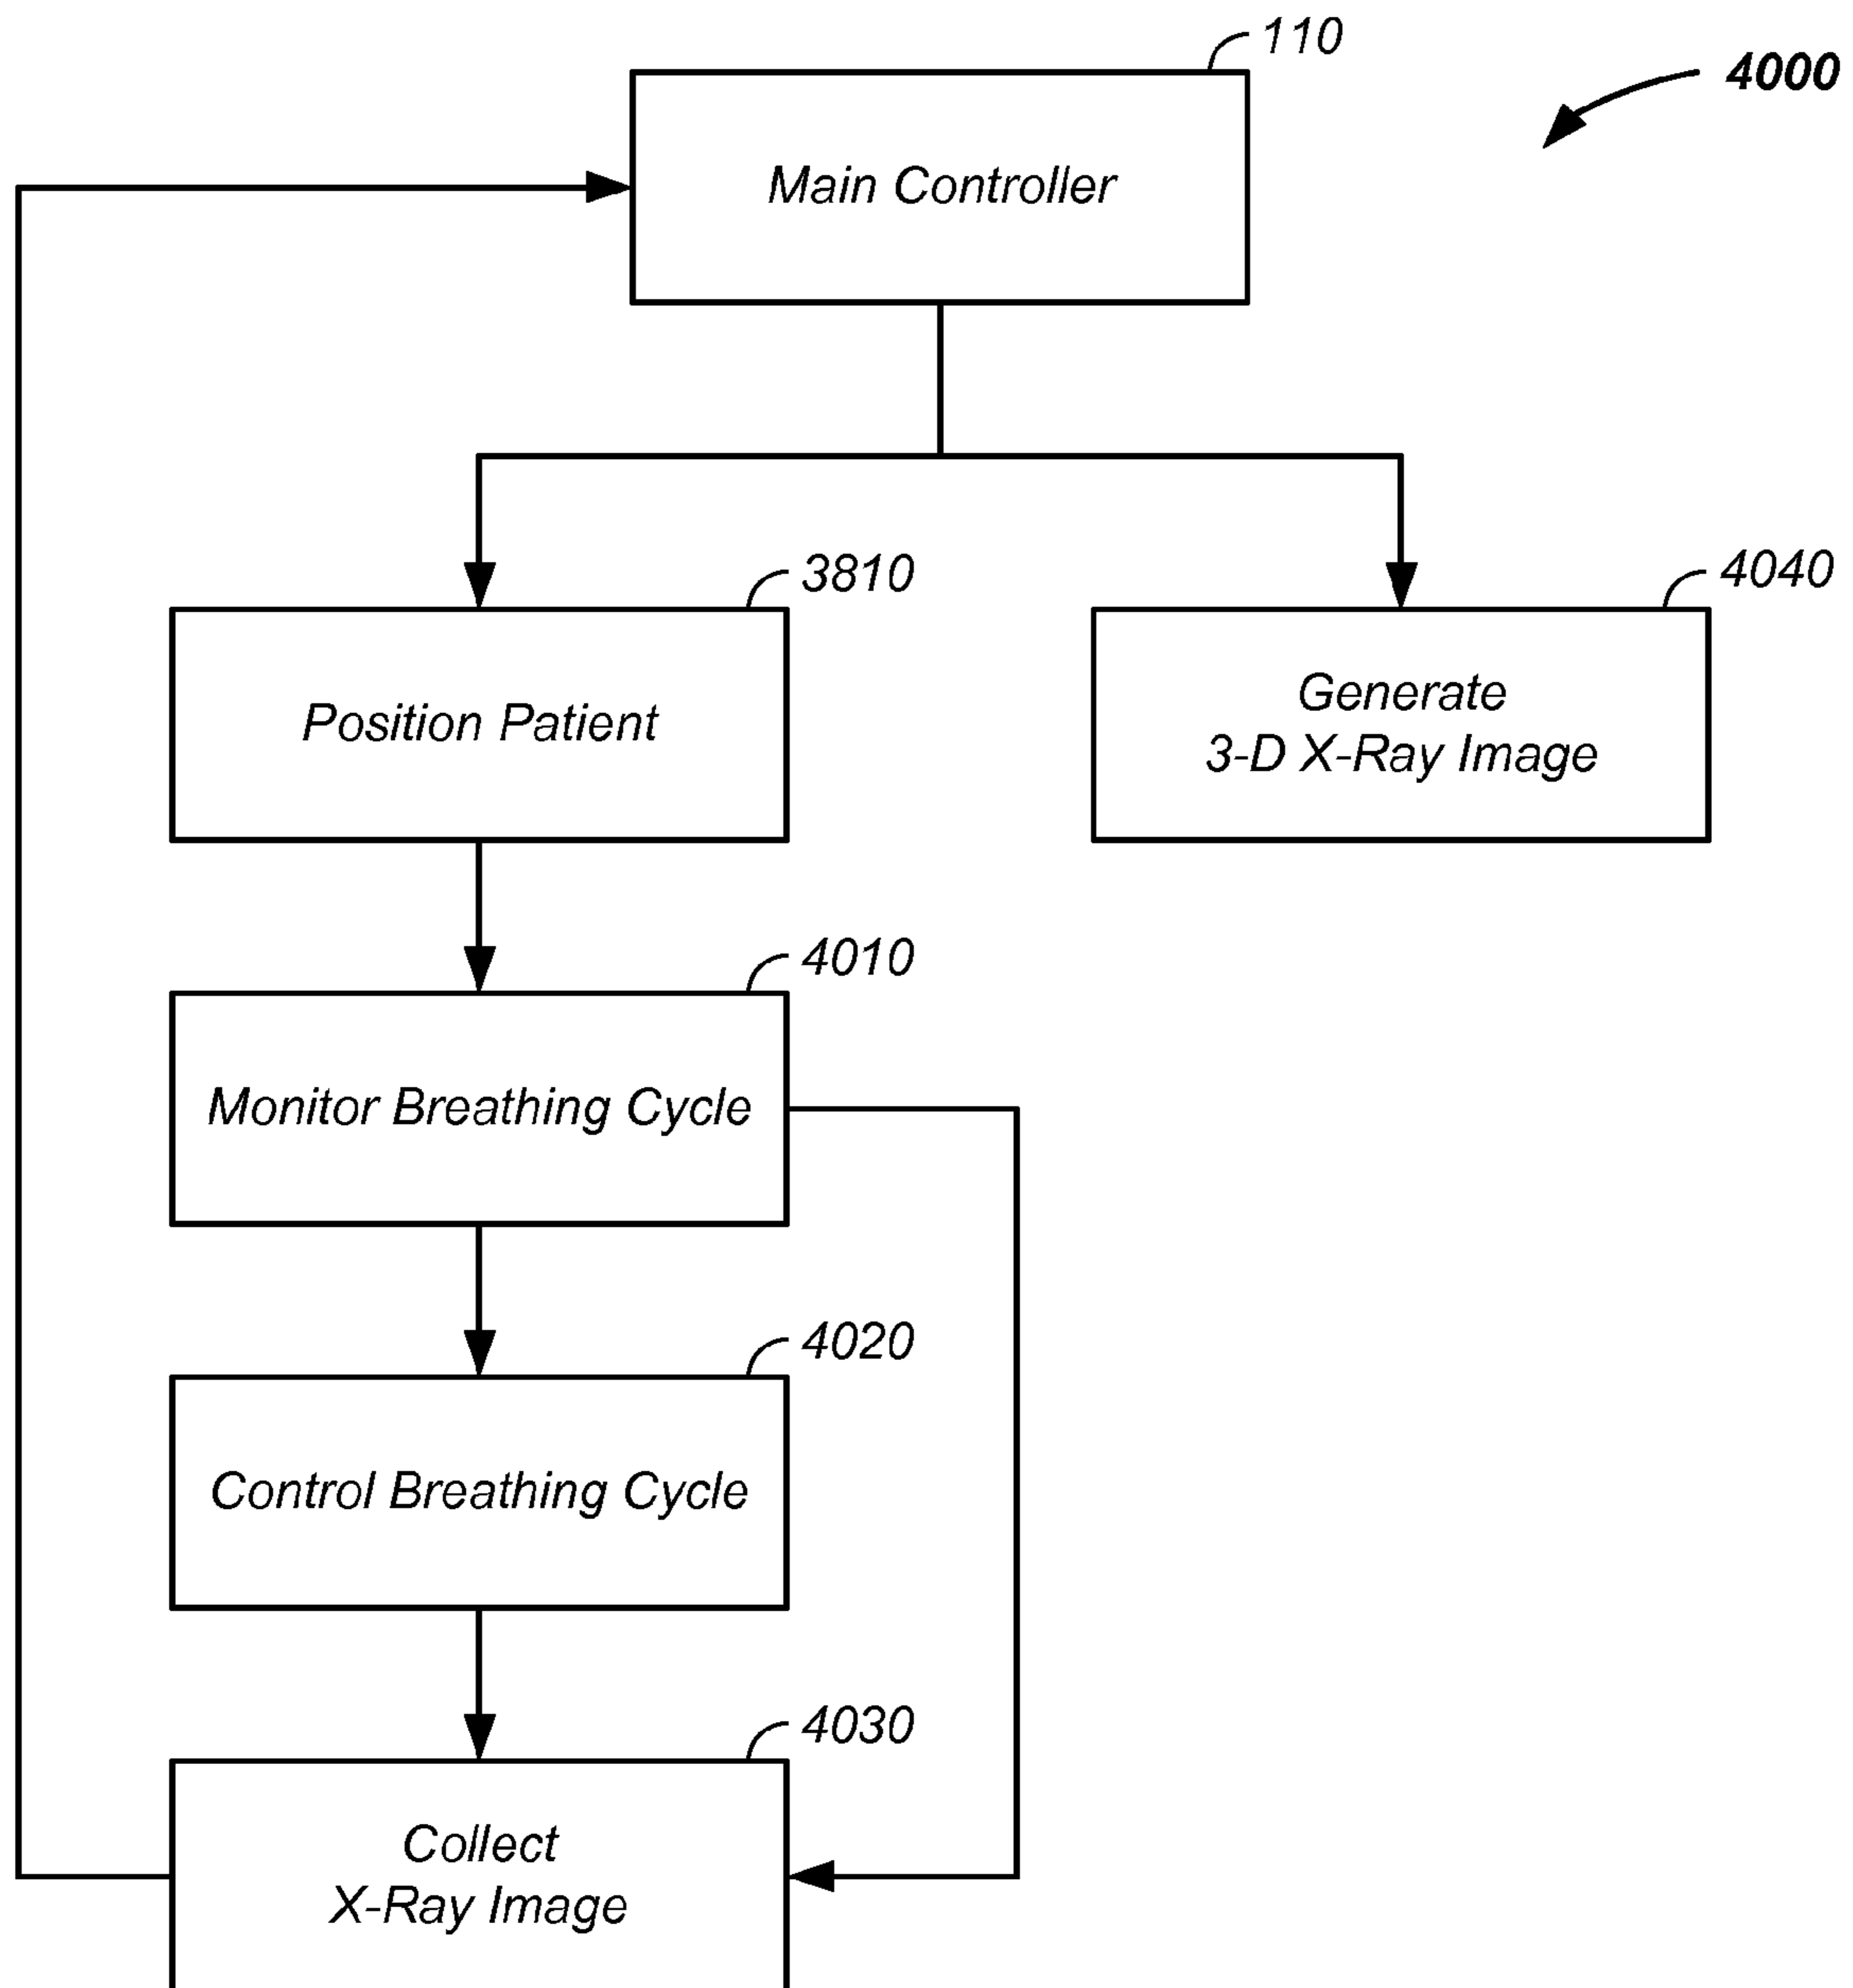 110
4000
Main Controller
3810
4040
Position Patient
Generate
3-D X-Ray Image
4010
Monitor Breathing Cycle
4020
Control Breathing Cycle
4030
Collect
X-Ray Image